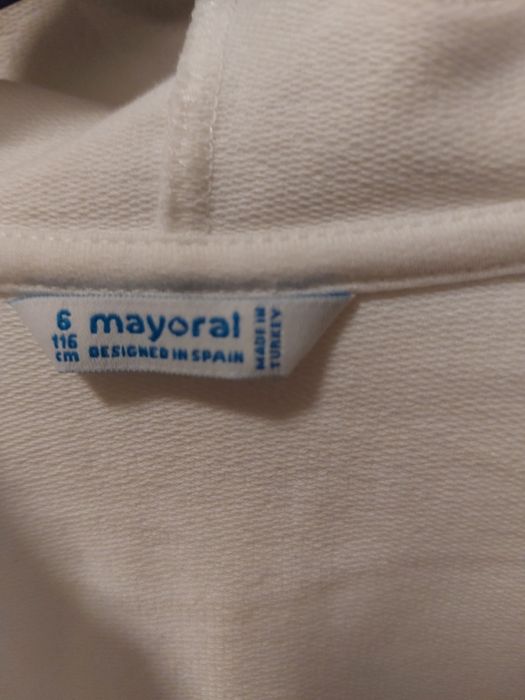 6
116
cm
mayoral
DESIGNED IN SPAIN
MADE IN
TURKEY